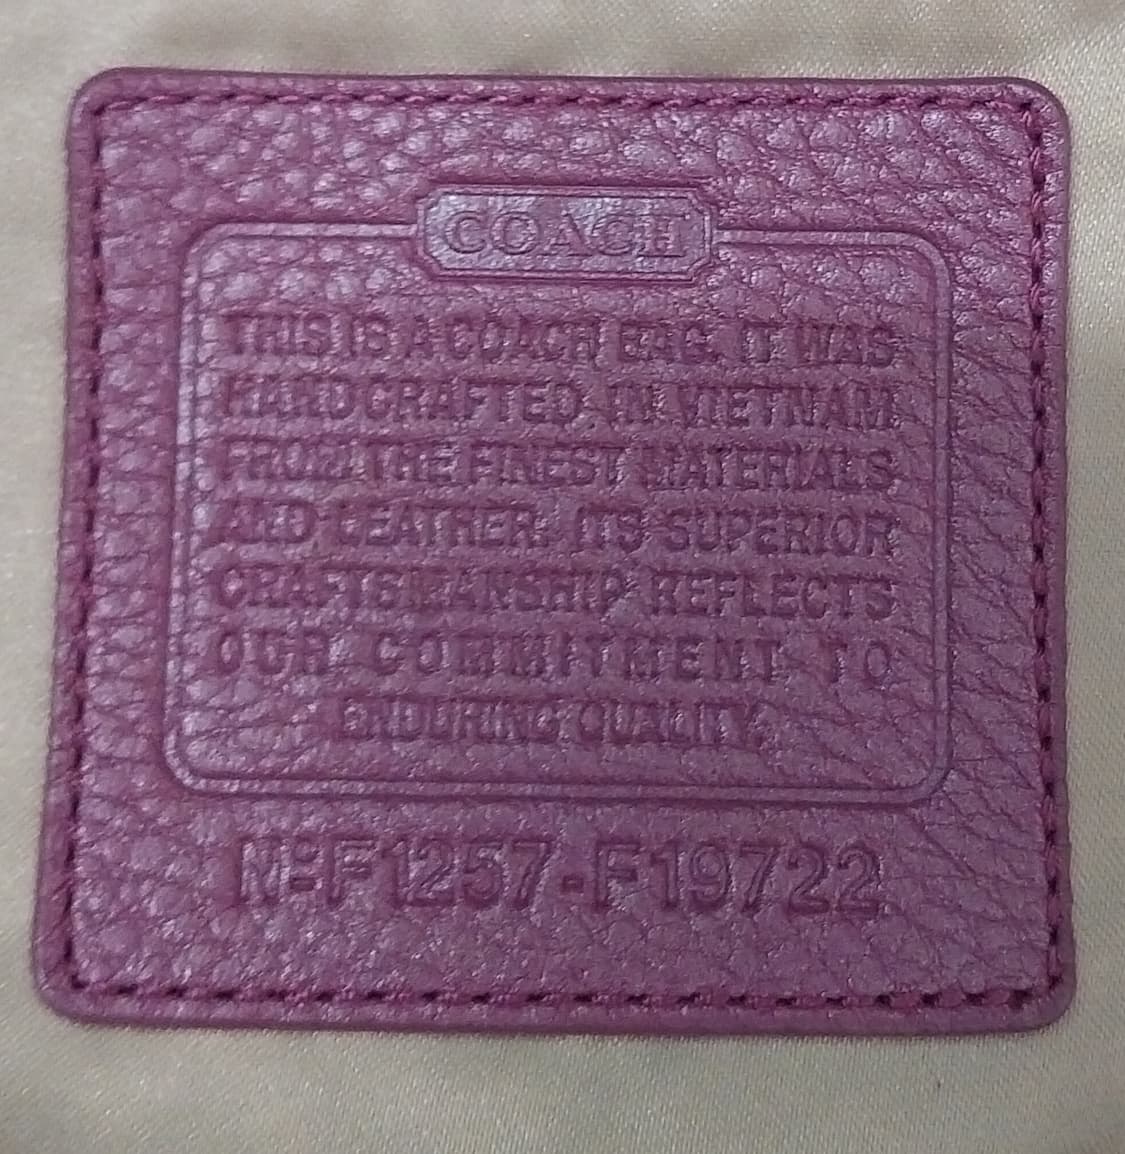 COACH
THIS IS A COACH BAG. IT WAS
HANDCRAFTED IN VIETNAM
FROM THE FINEST MATERIALS
AND LEATHER. ITS SUPERIOR
CRAFTSMANSHIP REFLECTS
OUR COMMITMENT TO
ENDURING QUALITY.
Nº F1257-F19722